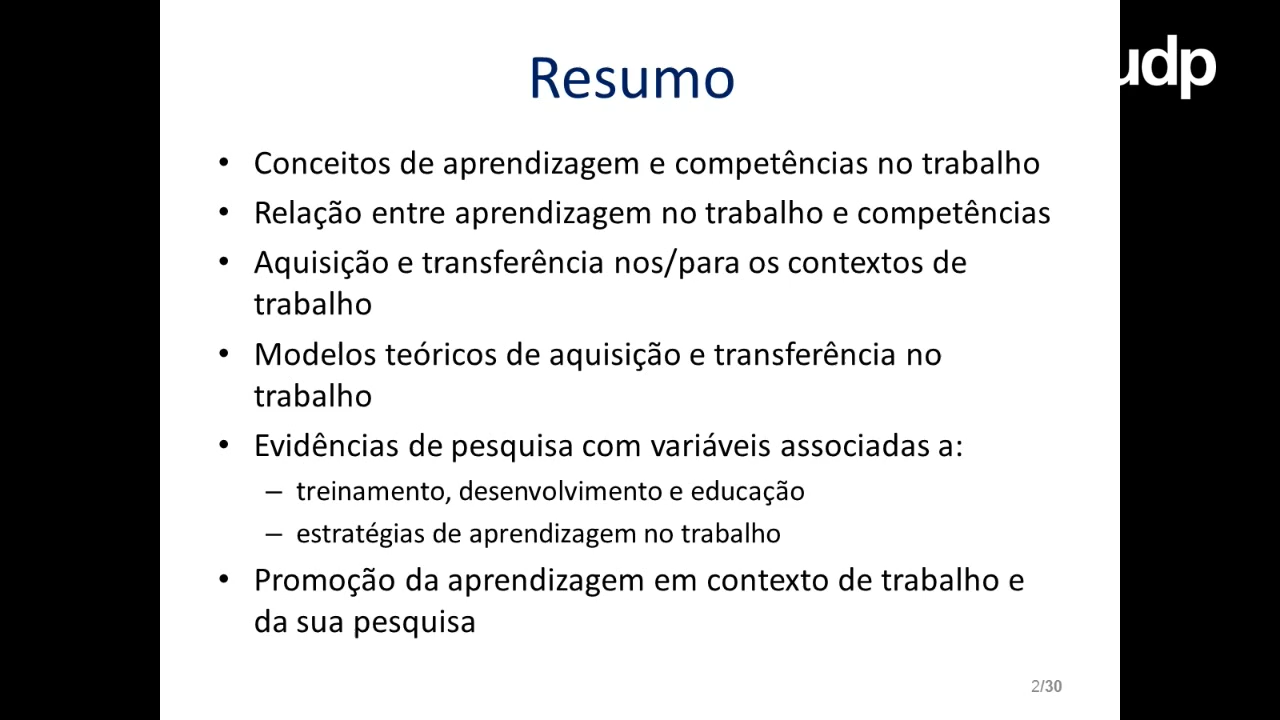 Resumo
udp
• Conceitos de aprendizagem e competências no trabalho
• Relação entre aprendizagem no trabalho e competências
• Aquisição e transferência nos/para os contextos de
trabalho
• Modelos teóricos de aquisição e transferência no
trabalho
• Evidências de pesquisa com variáveis associadas a:
– treinamento, desenvolvimento e educação
– estratégias de aprendizagem no trabalho
• Promoção da aprendizagem em contexto de trabalho e
da sua pesquisa
2/30